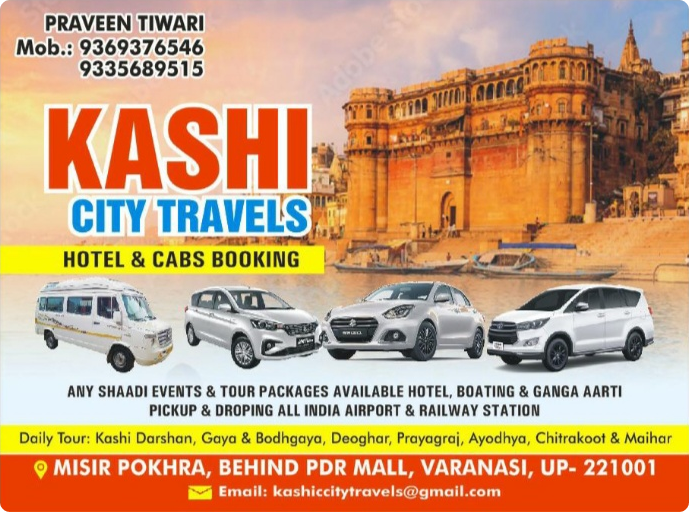 PRAVEEN TIWARI
Mob.: 9369376546
9335689515
KASHI
CITY TRAVELS
HOTEL & CABS BOOKING
ANY SHAADI EVENTS & TOUR PACKAGES AVAILABLE HOTEL, BOATING & GANGA AARTI
PICKUP & DROPING ALL INDIA AIRPORT & RAILWAY STATION
Daily Tour: Kashi Darshan, Gaya & Bodhgaya, Deoghar, Prayagraj, Ayodhya, Chitrakoot & Maihar
MISIR POKHRA, BEHIND PDR MALL, VARANASI, UP- 221001
Email: kashiccitytravels@gmail.com